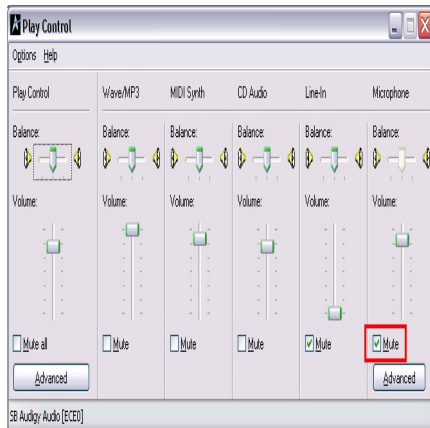 Play Control
Options Help
Play Control Wave/MP3 MIDI Synth CD Audio Line-In Microphone
Balance: Balance: Balance: Balance: Balance: Balance:
Volume: Volume: Volume: Volume: Volume: Volume:
Mute all Mute Mute Mute Mute Mute
Advanced Advanced
SB Audigy Audio [ECE0]